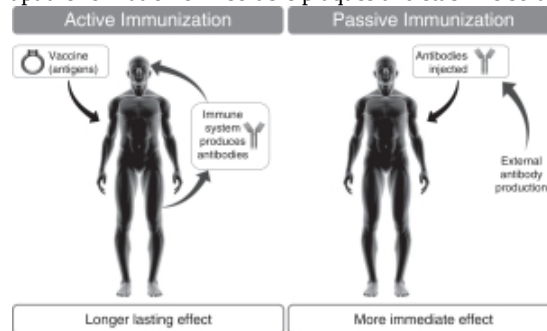 Active Immunization
Passive Immunization
Vaccine
(antigens)
Immune
system
produces
antibodies
Antibodies
injected
External
antibody
production
Longer lasting effect
More immediate effect